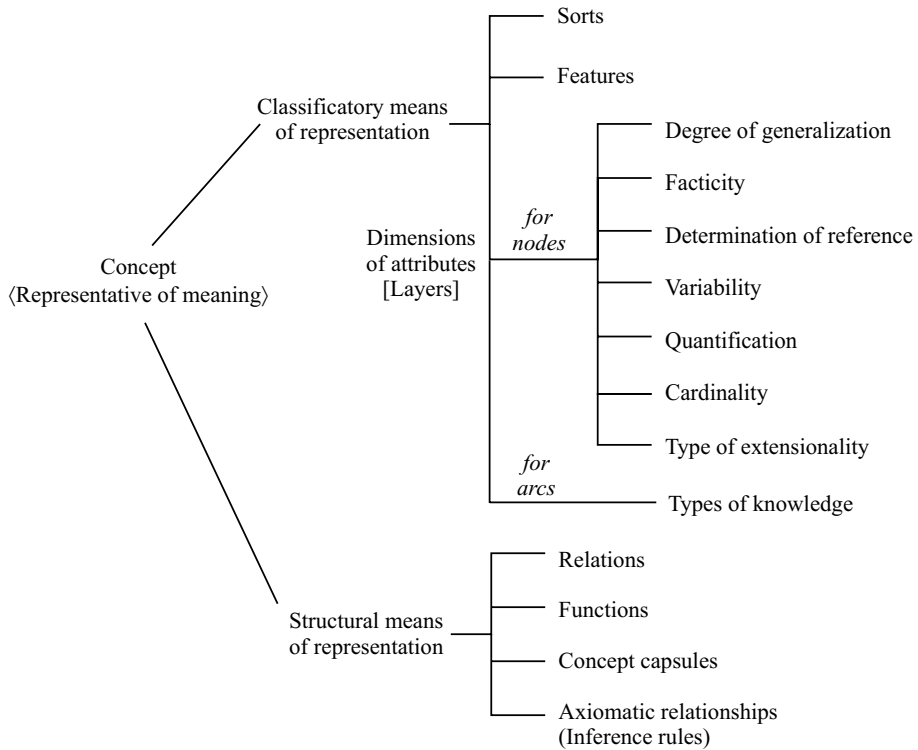 Sorts
Features
Classificatory means
of representation
Degree of generalization
Facticity
Determination of reference
Variability
Quantification
Cardinality
Type of extensionality
for
nodes
Dimensions
of attributes
[Layers]
Concept
⟨Representative of meaning⟩
for
arcs
Types of knowledge
Relations
Functions
Structural means
of representation
Concept capsules
Axiomatic relationships
(Inference rules)